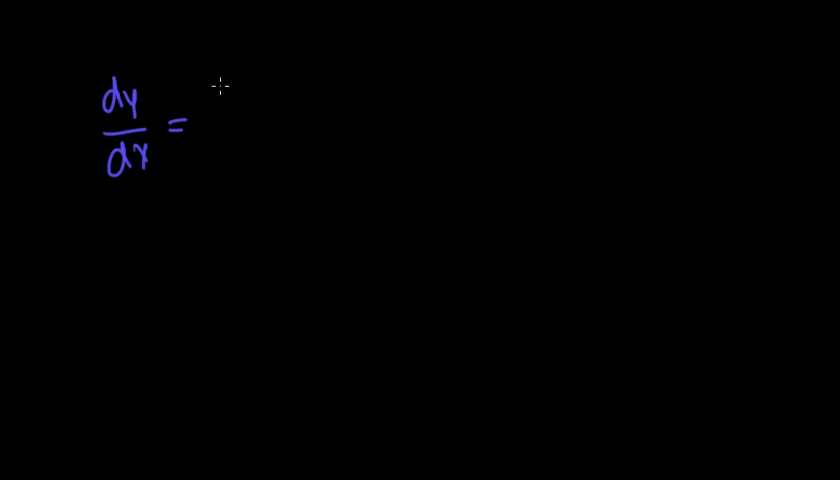 dy/dx =